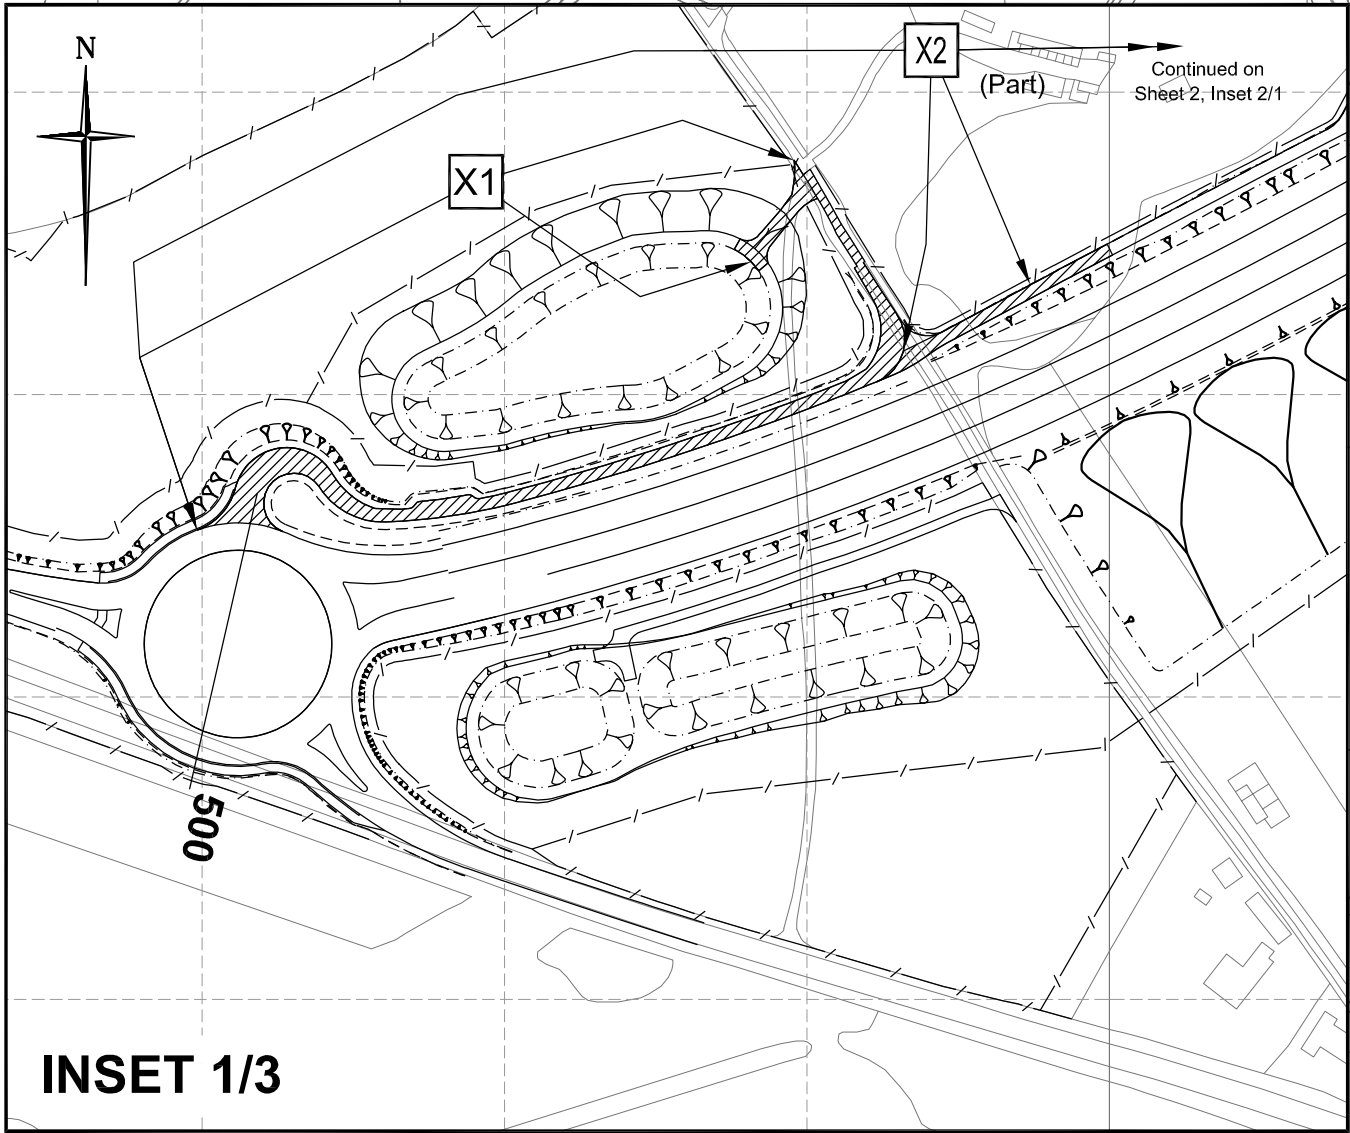 N
X2
(Part)
Continued on
Sheet 2, Inset 2/1
X1
500
INSET 1/3